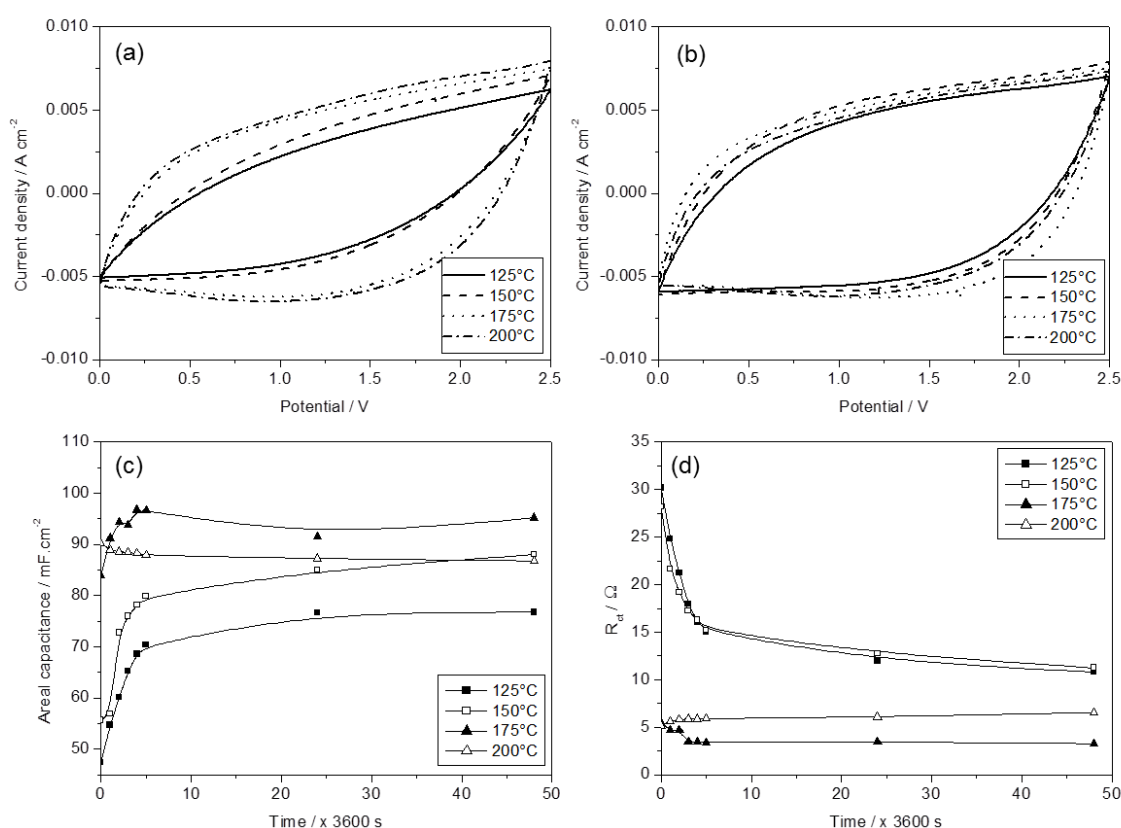 (a)
0.010
0.005
0.000
-0.005
-0.010
Current density / A cm⁻²
0.0 0.5 1.0 1.5 2.0 2.5
Potential / V
125°C
150°C
175°C
200°C
(b)
0.010
0.005
0.000
-0.005
-0.010
Current density / A cm⁻²
0.0 0.5 1.0 1.5 2.0 2.5
Potential / V
125°C
150°C
175°C
200°C
(c)
110
100
90
80
70
60
50
Areal capacitance / mF.cm⁻²
0 10 20 30 40 50
Time / x 3600 s
125°C
150°C
175°C
200°C
(d)
35
30
25
20
15
10
5
0
R_ct / Ω
0 10 20 30 40 50
Time / x 3600 s
125°C
150°C
175°C
200°C